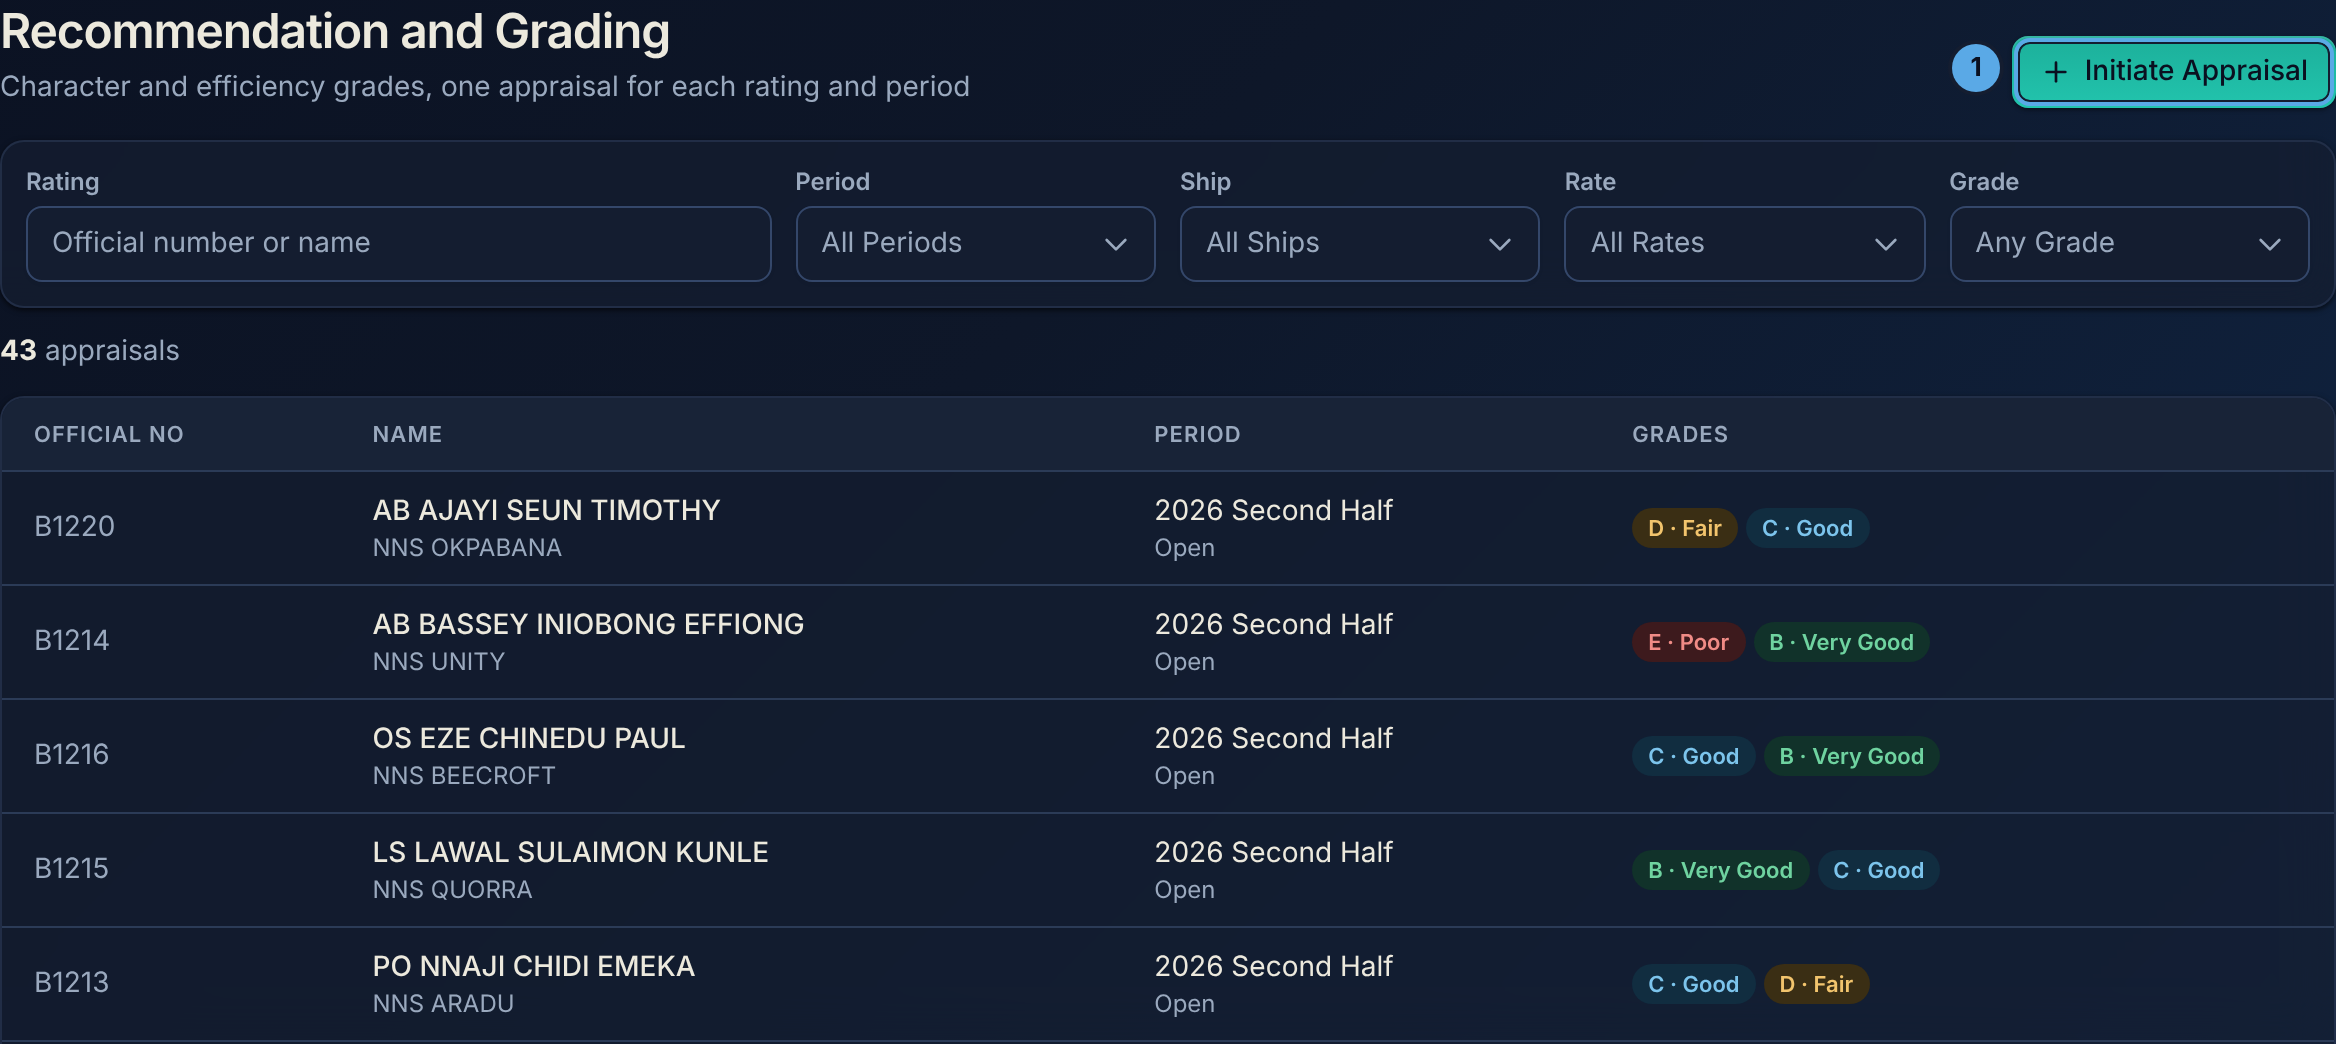 Recommendation and Grading
Character and efficiency grades, one appraisal for each rating and period
1
+ Initiate Appraisal
Rating
Period
Ship
Rate
Grade
Official number or name
All Periods
All Ships
All Rates
Any Grade
43 appraisals
OFFICIAL NO
NAME
PERIOD
GRADES
B1220
AB AJAYI SEUN TIMOTHY
NNS OKPABANA
2026 Second Half
Open
D · Fair
C · Good
B1214
AB BASSEY INIOBONG EFFIONG
NNS UNITY
2026 Second Half
Open
E · Poor
B · Very Good
B1216
OS EZE CHINEDU PAUL
NNS BEECROFT
2026 Second Half
Open
C · Good
B · Very Good
B1215
LS LAWAL SULAIMON KUNLE
NNS QUORRA
2026 Second Half
Open
B · Very Good
C · Good
B1213
PO NNAJI CHIDI EMEKA
NNS ARADU
2026 Second Half
Open
C · Good
D · Fair